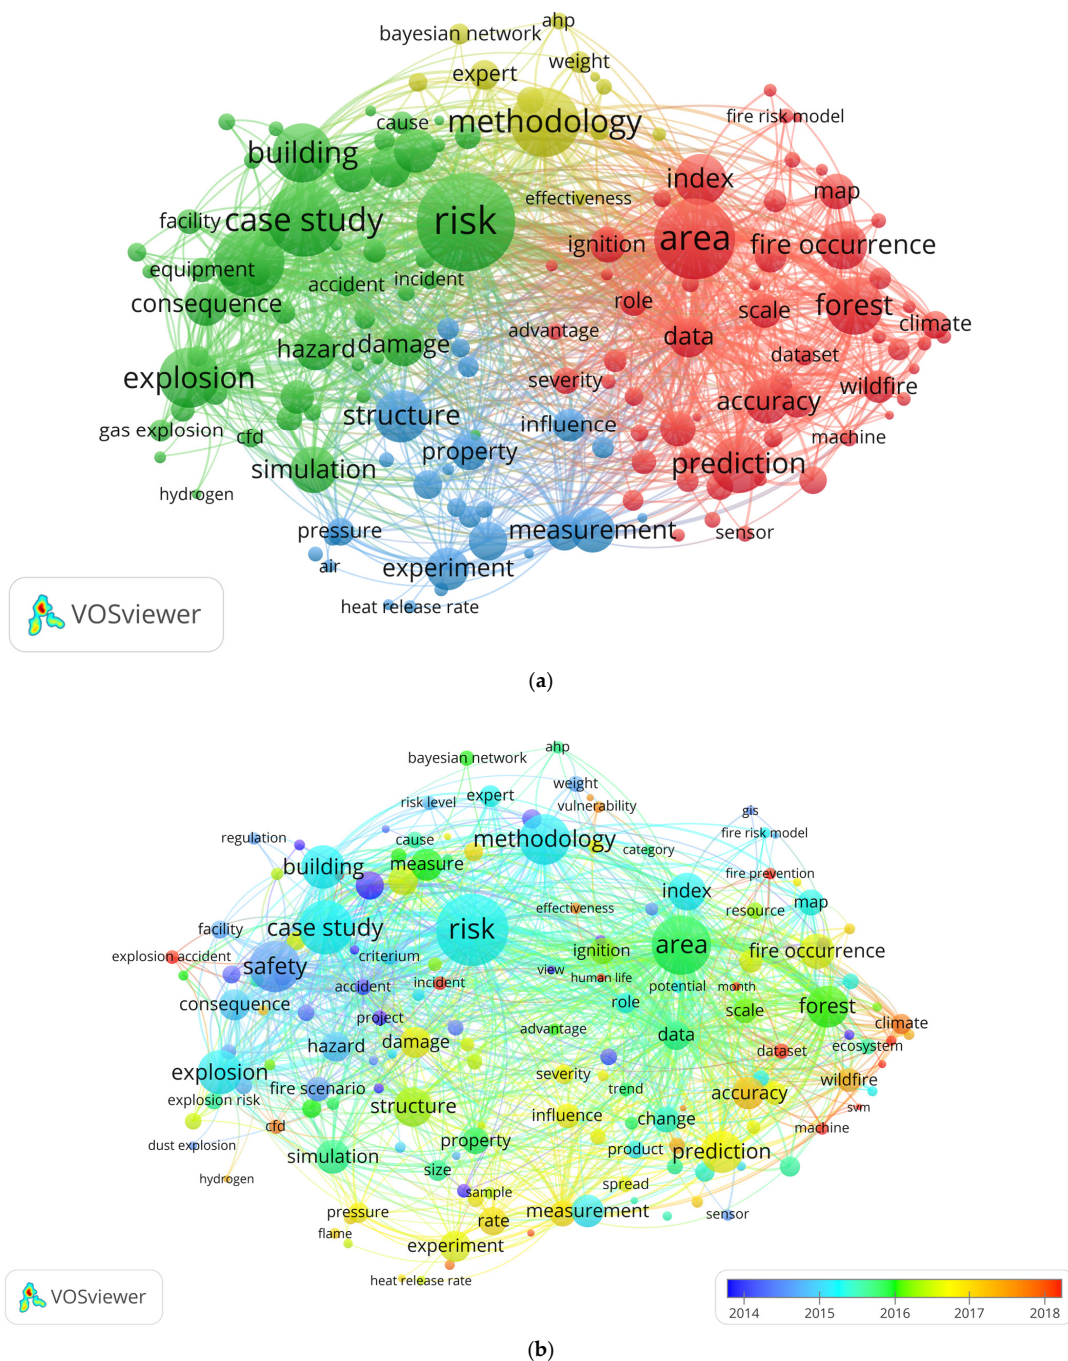 ahp
bayesian network
weight
expert
fire risk model
methodology
cause
building
index
map
effectiveness
facility
case study
risk
ignition
area
fire occurrence
equipment
accident
incident
consequence
role
scale
forest
climate
hazard
damage
advantage
data
dataset
explosion
severity
wildfire
structure
influence
accuracy
gas explosion
cfd
property
machine
simulation
prediction
hydrogen
pressure
measurement
sensor
air
experiment
heat release rate
VOSviewer
(a)
ahp
bayesian network
weight
risk level
expert
vulnerability
gis
regulation
cause
methodology
category
fire risk model
building
measure
fire prevention
index
resource
map
effectiveness
facility
case study
risk
area
explosion accident
criterium
ignition
fire occurrence
safety
view
human life
accident
incident
potential
month
consequence
role
scale
forest
project
advantage
data
climate
hazard
damage
dataset
ecosystem
explosion
fire scenario
severity
trend
wildfire
explosion risk
structure
influence
change
accuracy
svm
cfd
machine
dust explosion
property
product
prediction
simulation
size
hydrogen
sample
spread
pressure
rate
measurement
sensor
flame
experiment
heat release rate
VOSviewer
2014 2015 2016 2017 2018
(b)